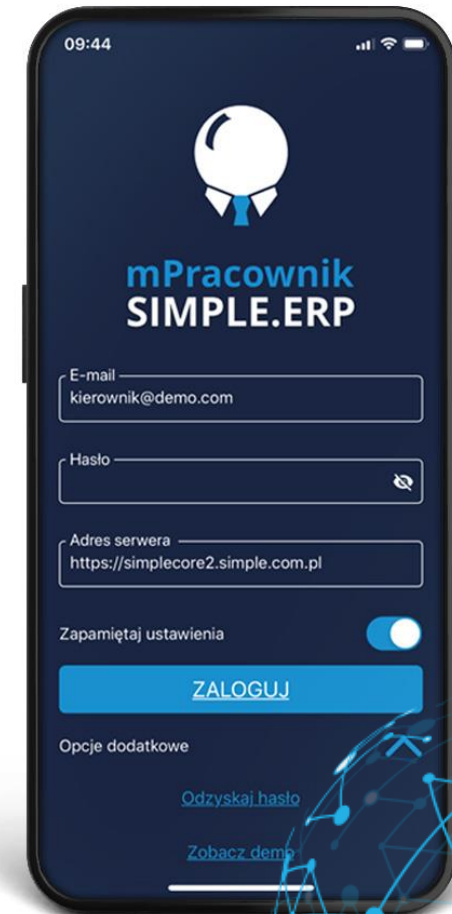 09:44
mPracownik
SIMPLE.ERP
E-mail
kierownik@demo.com
Hasło
Adres serwera
https://simplecore2.simple.com.pl
Zapamiętaj ustawienia
ZALOGUJ
Opcje dodatkowe
Odzyskaj hasło
Zobacz demo